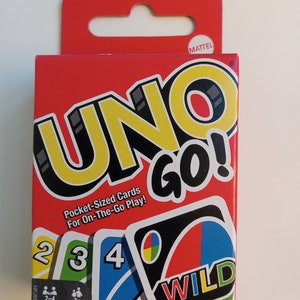 MATTEL
UNO
GO!
Pocket-Sized Cards
For On-The-Go Play!
2 3 4
WILD